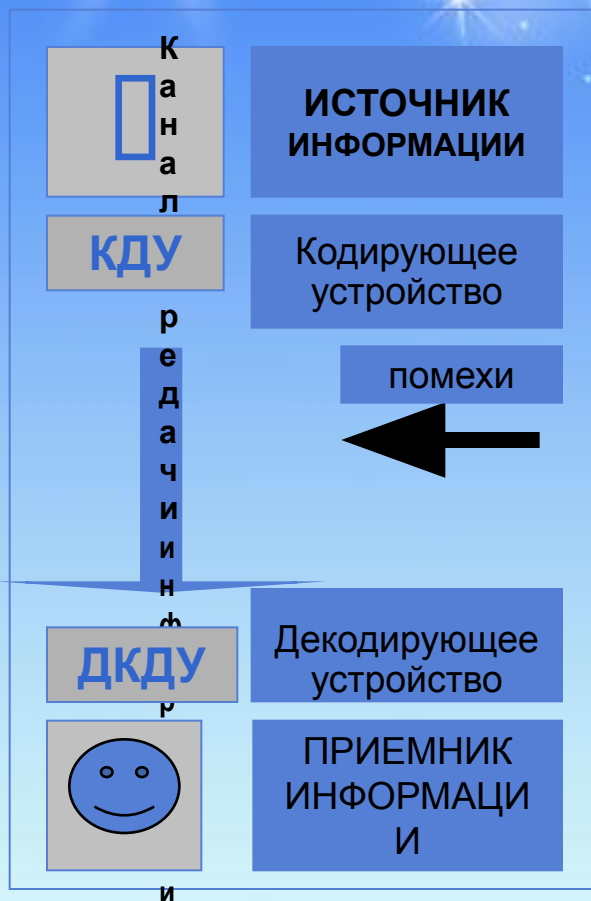 Канал
редачи
инф
р
и
ИСТОЧНИК
ИНФОРМАЦИИ
КДУ
Кодирующее
устройство
помехи
ДКДУ
Декодирующее
устройство
ПРИЕМНИК
ИНФОРМАЦИ
И